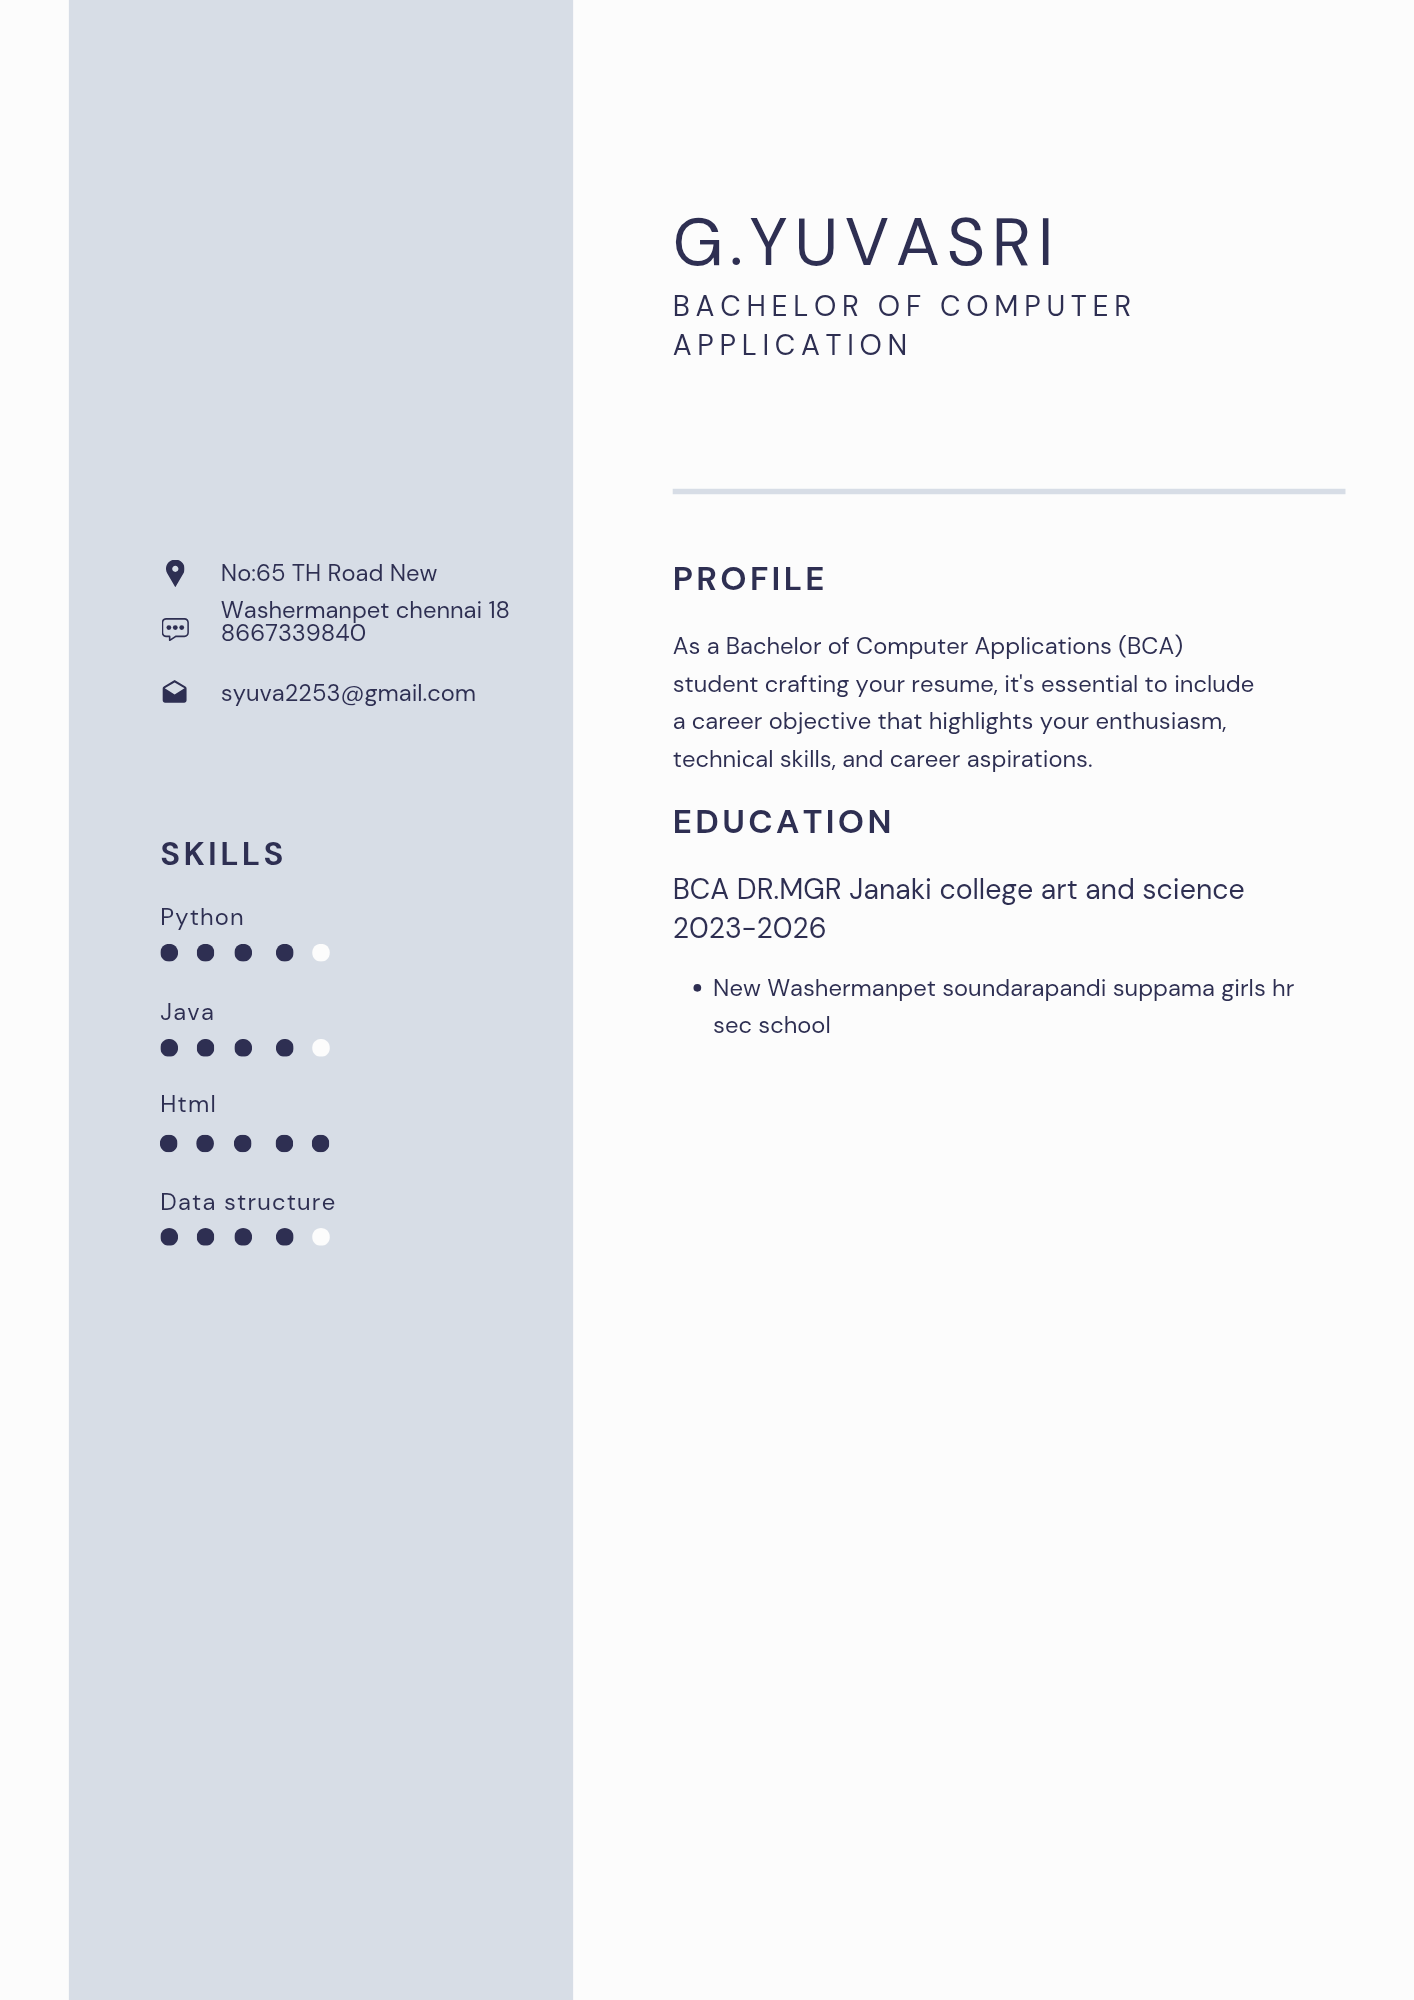 G.YUVASRI
BACHELOR OF COMPUTER
APPLICATION
No:65 TH Road New
Washermanpet chennai 18
8667339840
syuva2253@gmail.com
SKILLS
Python
Java
Html
Data structure
PROFILE
As a Bachelor of Computer Applications (BCA)
student crafting your resume, it's essential to include
a career objective that highlights your enthusiasm,
technical skills, and career aspirations.
EDUCATION
BCA DR.MGR Janaki college art and science
2023-2026
• New Washermanpet soundarapandi suppama girls hr
sec school